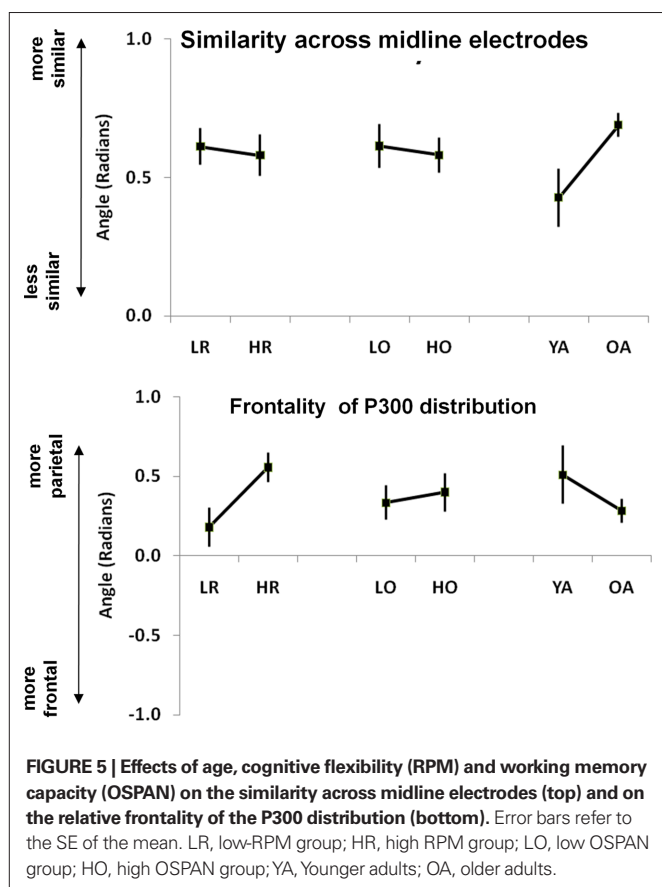 Similarity across midline electrodes
more
similar
less
similar
Angle (Radians)
1.0
0.5
0.0
LR HR LO HO YA OA
Frontality of P300 distribution
more
parietal
more
frontal
Angle (Radians)
1.0
0.5
0.0
-0.5
-1.0
LR HR LO HO YA OA
FIGURE 5 | Effects of age, cognitive flexibility (RPM) and working memory
capacity (OSPAN) on the similarity across midline electrodes (top) and on
the relative frontality of the P300 distribution (bottom). Error bars refer to
the SE of the mean. LR, low-RPM group; HR, high RPM group; LO, low OSPAN
group; HO, high OSPAN group; YA, Younger adults; OA, older adults.